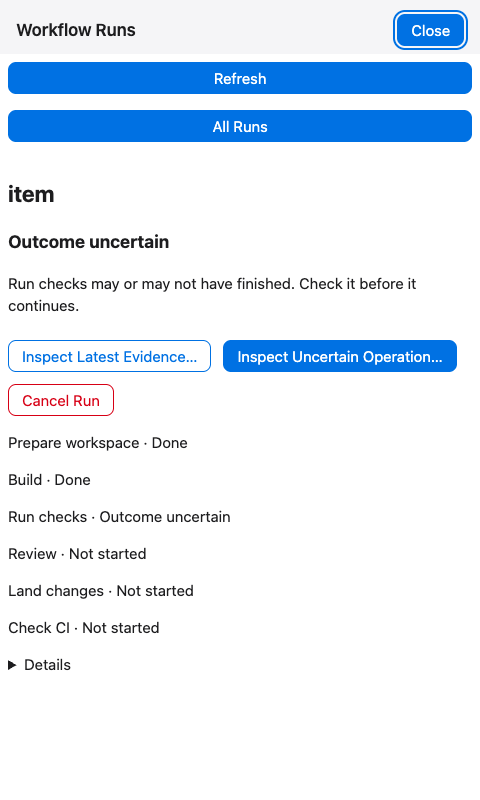 Workflow Runs
Close
Refresh
All Runs
item
Outcome uncertain
Run checks may or may not have finished. Check it before it
continues.
Inspect Latest Evidence...
Inspect Uncertain Operation...
Cancel Run
Prepare workspace · Done
Build · Done
Run checks · Outcome uncertain
Review · Not started
Land changes · Not started
Check CI · Not started
Details